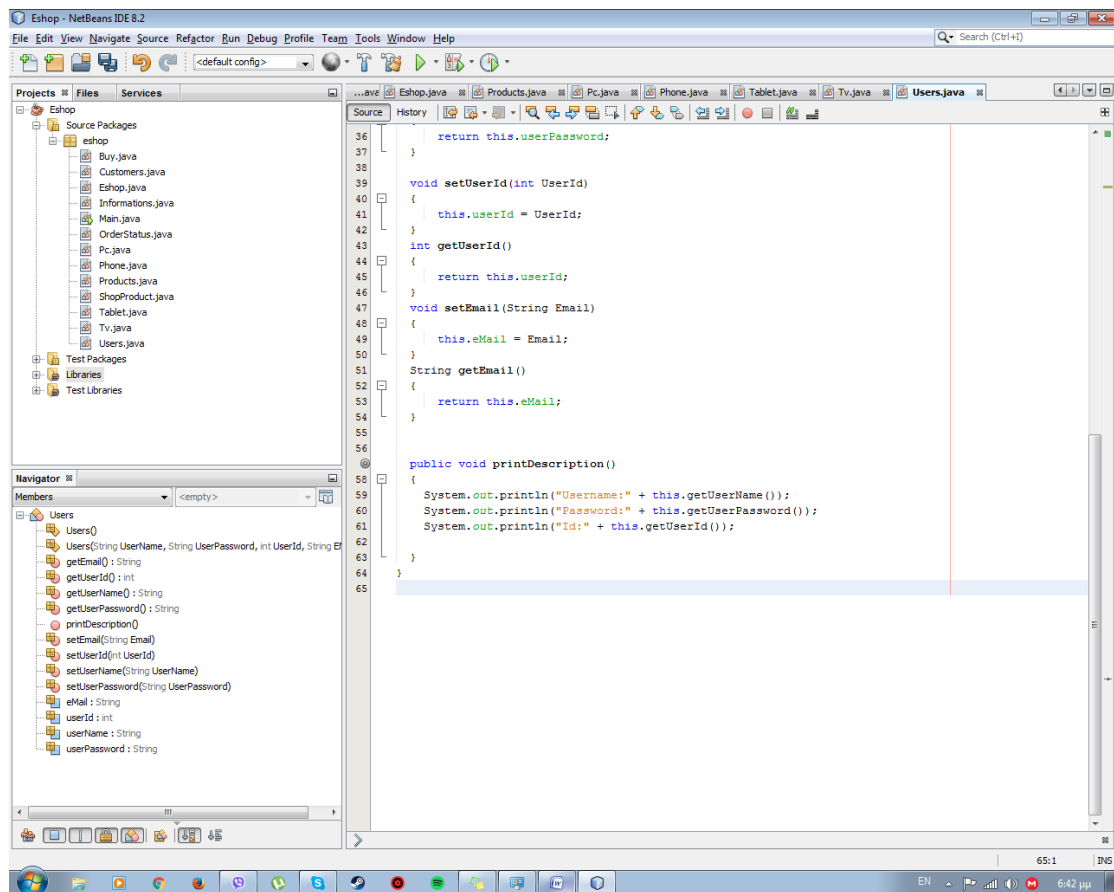 Eshop - NetBeans IDE 8.2
File Edit View Navigate Source Refactor Run Debug Profile Team Tools Window Help
Search (Ctrl+I)
<default config>
Projects Files Services
Eshop
Source Packages
eshop
Buy.java
Customers.java
Eshop.java
Informations.java
Main.java
OrderStatus.java
Pc.java
Phone.java
Products.java
ShopProduct.java
Tablet.java
Tv.java
Users.java
Test Packages
Libraries
Test Libraries
Navigator
Members <empty>
Users
Users()
Users(String UserName, String UserPassword, int UserId, String E
getEmail() : String
getUserId() : int
getUserName() : String
getUserPassword() : String
printDescription()
setEmail(String Email)
setUserId(int UserId)
setUserName(String UserName)
setUserPassword(String UserPassword)
eMail : String
userId : int
userName : String
userPassword : String
...ava Eshop.java Products.java Pc.java Phone.java Tablet.java Tv.java Users.java
Source History
36 return this.userPassword;
37 }
38
39 void setUserId(int UserId)
40 {
41 this.userId = UserId;
42 }
43 int getUserId()
44 {
45 return this.userId;
46 }
47 void setEmail(String Email)
48 {
49 this.eMail = Email;
50 }
51 String getEmail()
52 {
53 return this.eMail;
54 }
55
56
public void printDescription()
58 {
59 System.out.println("Username:" + this.getUserName());
60 System.out.println("Password:" + this.getUserPassword());
61 System.out.println("Id:" + this.getUserId());
62
63 }
64 }
65
65:1 INS
EN 6:42 μμ